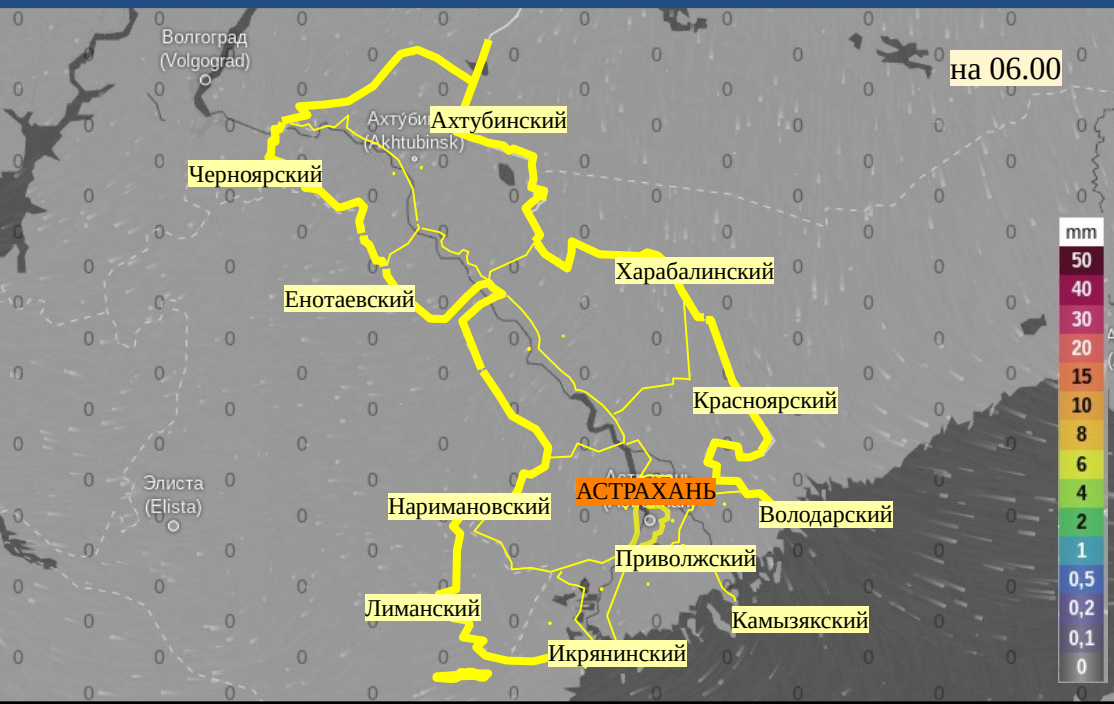 Волгоград
(Volgograd)
на 06.00
Ахтубинский
(Akhtubinsk)
Черноярский
mm
50
40
30
20
15
10
8
6
4
2
1
0,5
0,2
0,1
0
Харабалинский
Енотаевский
Красноярский
Элиста
(Elista)
АСТРАХАНЬ
Наримановский
Володарский
Приволжский
Лиманский
Камызякский
Икрянинский